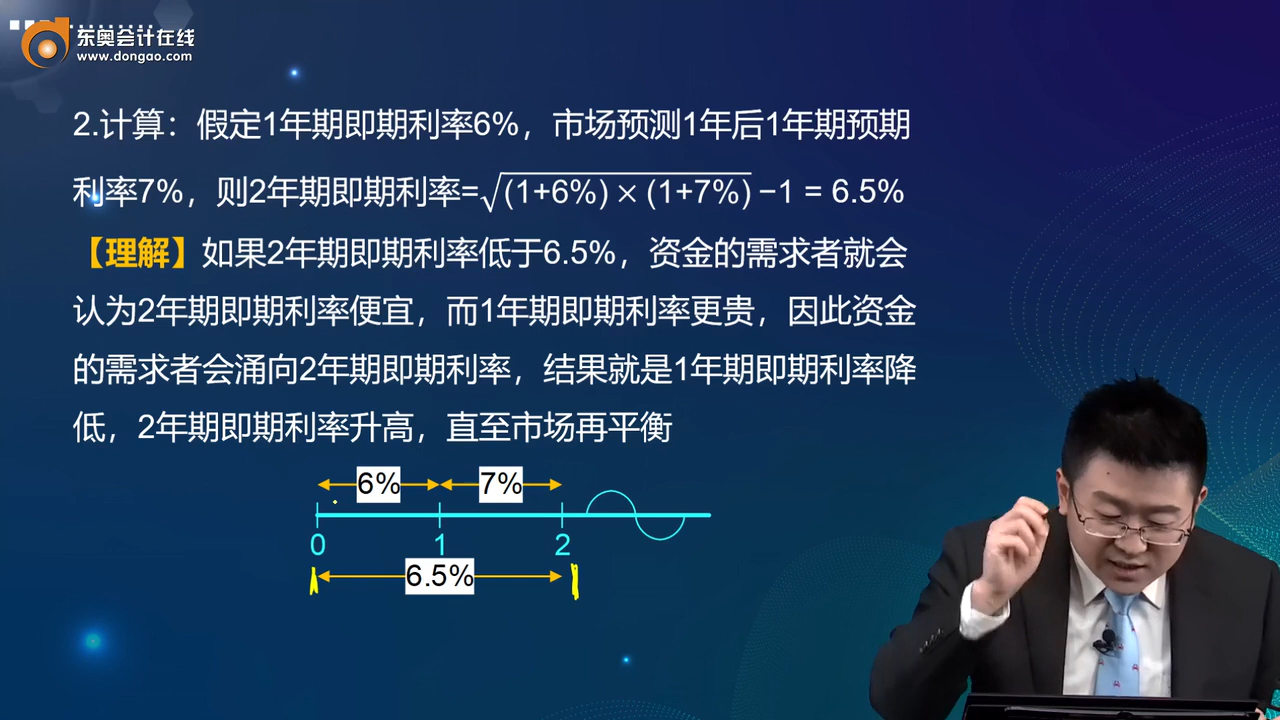 东奥会计在线
www.dongao.com
2.计算：假定1年期即期利率6%，市场预测1年后1年期预期
利率7%，则2年期即期利率=√(1+6%)×(1+7%)−1 = 6.5%
【理解】如果2年期即期利率低于6.5%，资金的需求者就会
认为2年期即期利率便宜，而1年期即期利率更贵，因此资金
的需求者会涌向2年期即期利率，结果就是1年期即期利率降
低，2年期即期利率升高，直至市场再平衡
6% 7%
0 1 2
6.5%